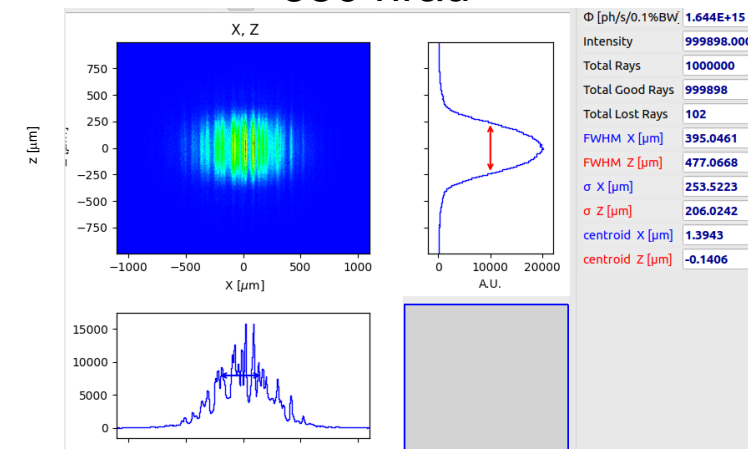 X, Z
z [µm]
750
500
250
0
−250
−500
−750
−1000 −500 0 500 1000
X [µm]
0 10000 20000
A.U.
15000
10000
5000
0
Φ [ph/s/0.1%BW] 1.644E+15
Intensity 999898.000
Total Rays 1000000
Total Good Rays 999898
Total Lost Rays 102
FWHM X [µm] 395.0461
FWHM Z [µm] 477.0668
σ X [µm] 253.5223
σ Z [µm] 206.0242
centroid X [µm] 1.3943
centroid Z [µm] -0.1406